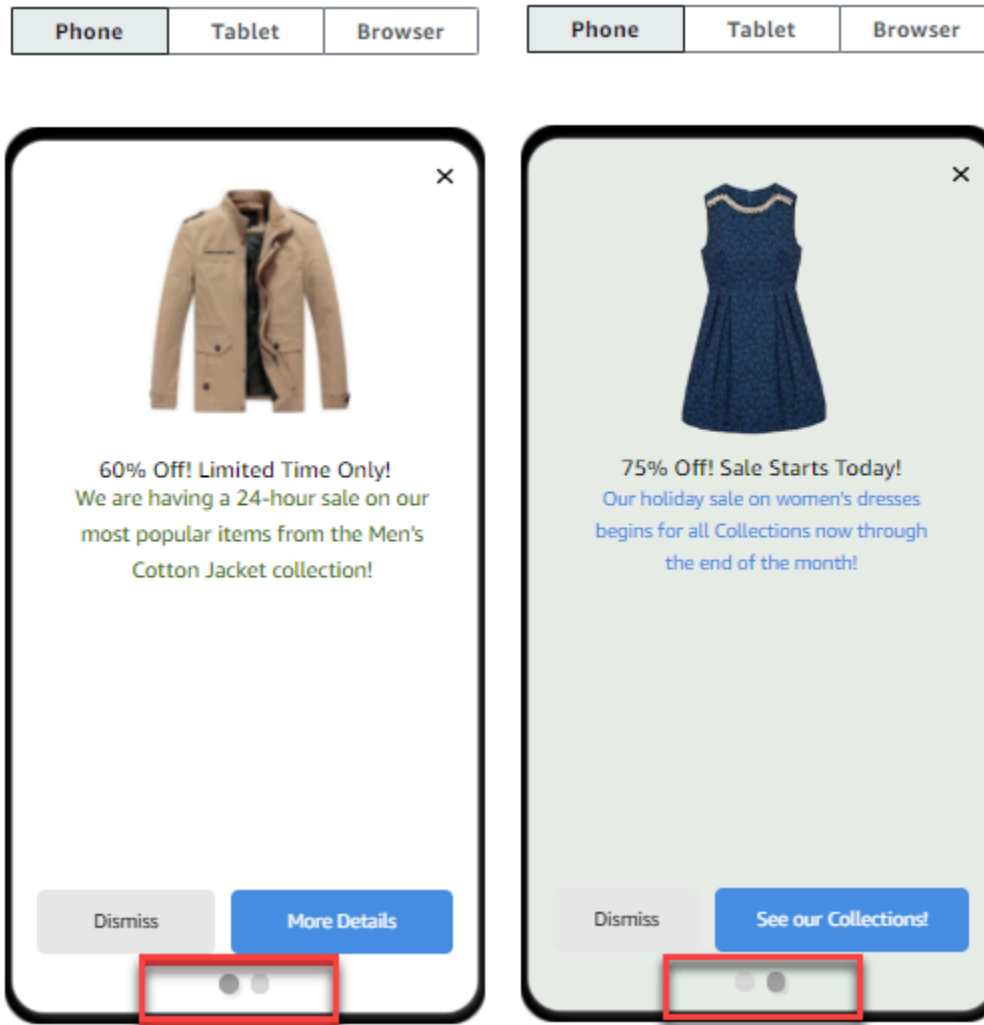 Phone Tablet Browser
60% Off! Limited Time Only!
We are having a 24-hour sale on our
most popular items from the Men's
Cotton Jacket collection!
Dismiss More Details
Phone Tablet Browser
75% Off! Sale Starts Today!
Our holiday sale on women's dresses
begins for all Collections now through
the end of the month!
Dismiss See our Collections!